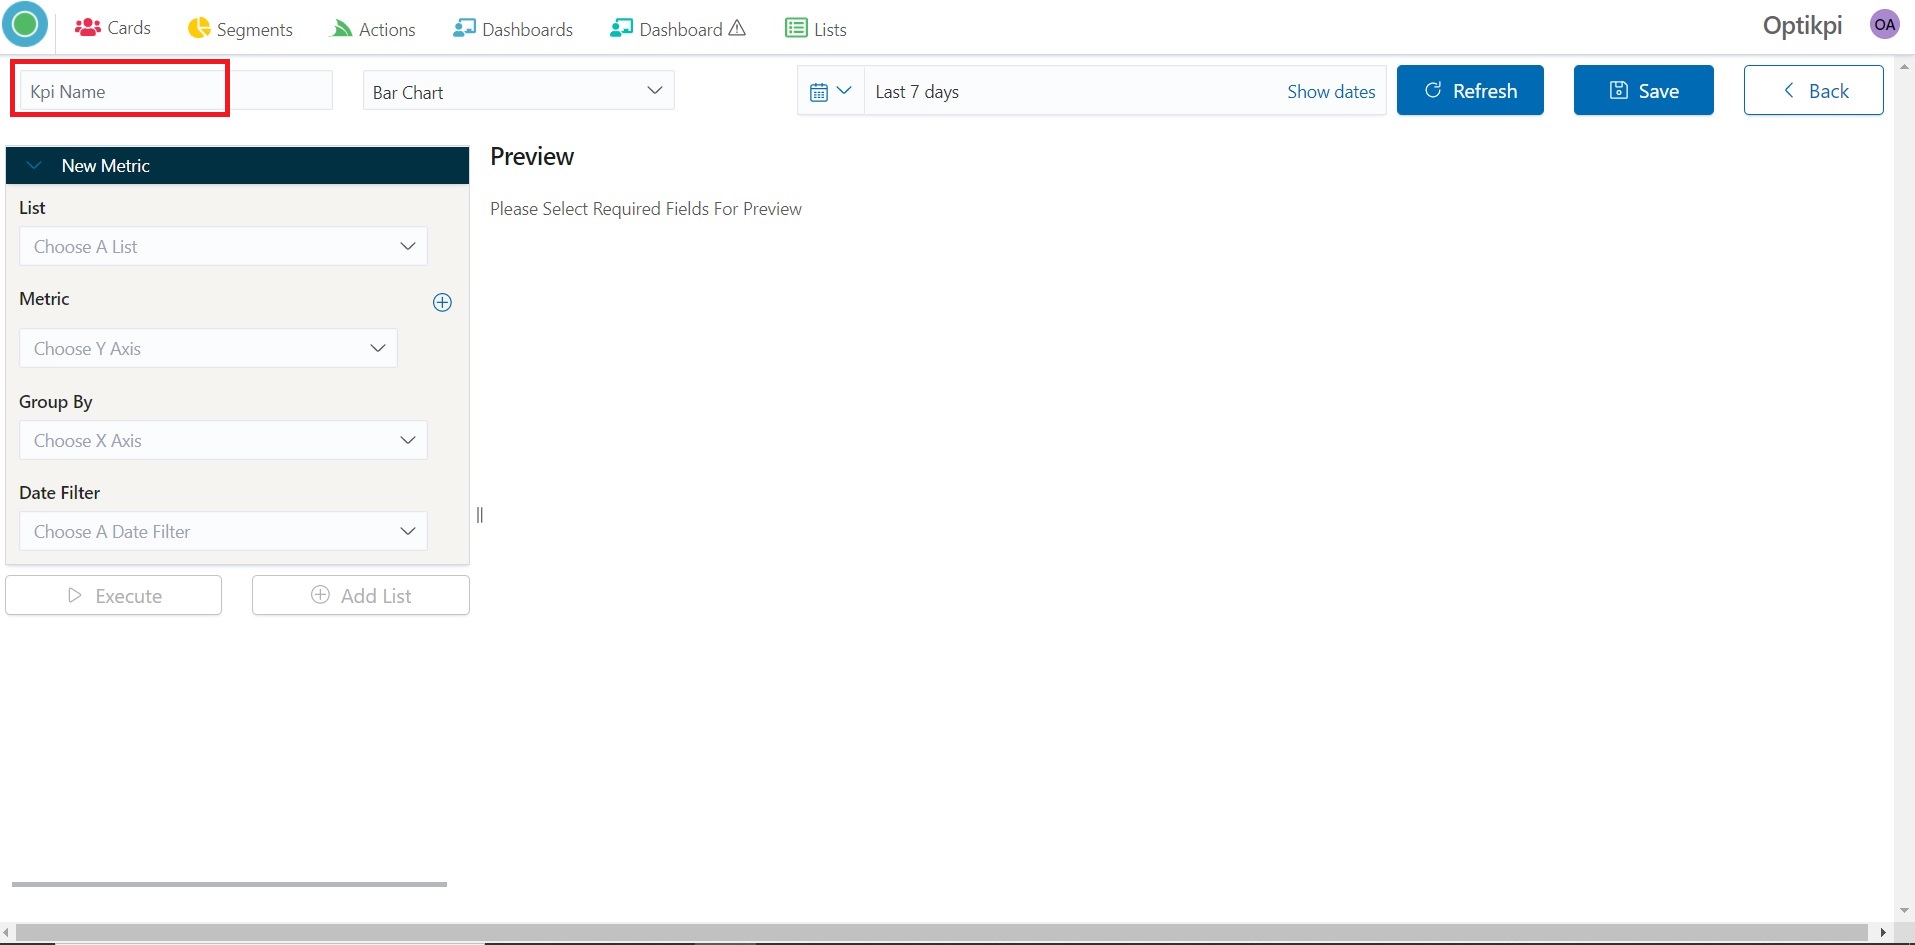 Cards Segments Actions Dashboards Dashboard Lists Optikpi OA
Kpi Name Bar Chart Last 7 days Show dates Refresh Save Back
New Metric
Preview
List
Please Select Required Fields For Preview
Choose A List
Metric
Choose Y Axis
Group By
Choose X Axis
Date Filter
Choose A Date Filter
Execute Add List